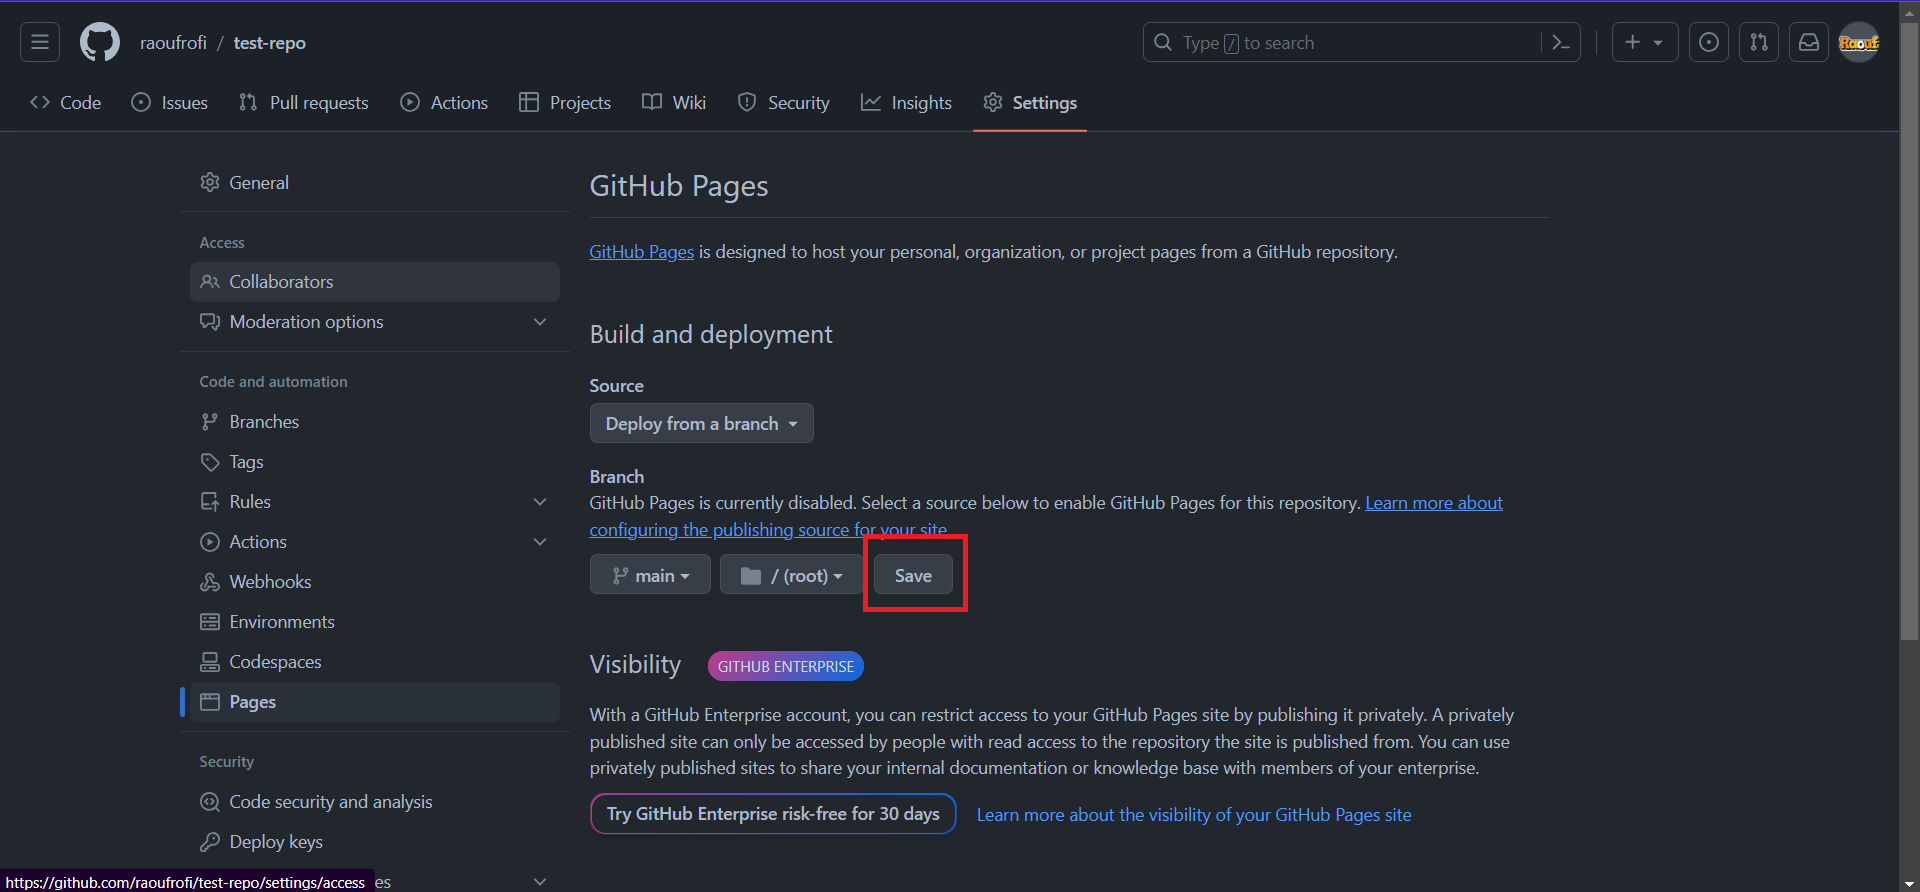 raoufrofi / test-repo
Type / to search
Raouf
Code
Issues
Pull requests
Actions
Projects
Wiki
Security
Insights
Settings
General
Access
Collaborators
Moderation options
Code and automation
Branches
Tags
Rules
Actions
Webhooks
Environments
Codespaces
Pages
Security
Code security and analysis
Deploy keys
es
https://github.com/raoufrofi/test-repo/settings/access
GitHub Pages
GitHub Pages is designed to host your personal, organization, or project pages from a GitHub repository.
Build and deployment
Source
Deploy from a branch
Branch
GitHub Pages is currently disabled. Select a source below to enable GitHub Pages for this repository. Learn more about
configuring the publishing source for your site.
main
/ (root)
Save
Visibility
GITHUB ENTERPRISE
With a GitHub Enterprise account, you can restrict access to your GitHub Pages site by publishing it privately. A privately
published site can only be accessed by people with read access to the repository the site is published from. You can use
privately published sites to share your internal documentation or knowledge base with members of your enterprise.
Try GitHub Enterprise risk-free for 30 days
Learn more about the visibility of your GitHub Pages site